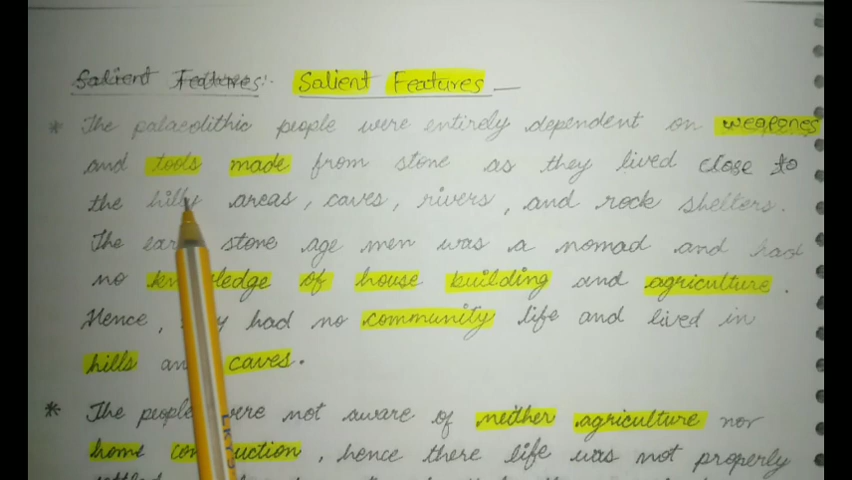 Salient Features:- Salient Features
* The palaeolithic people were entirely dependent on weapones
and tools made from stone as they lived close to
the hilly areas, caves, rivers, and rock shelters.
The stone age men was a nomad and had
no knowledge of house building and agriculture.
Hence, had no community life and lived in
hills and caves.
* The people were not aware of neither agriculture nor
home construction, hence there life was not properly